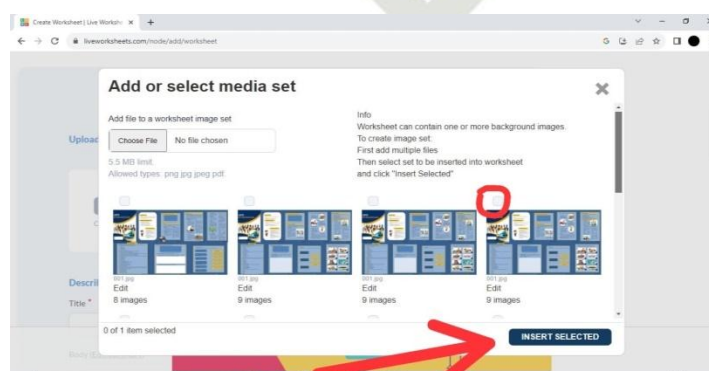 Create Worksheet | Live Worksh
liveworksheets.com/node/add/worksheet
Add or select media set
Add file to a worksheet image set
Choose File No file chosen
5.5 MB limit.
Allowed types: png jpg jpeg pdf.
Info
Worksheet can contain one or more background images.
To create image set:
First add multiple files
Then select set to be inserted into worksheet
and click "Insert Selected"
Upload
001.jpg
Edit
8 images
001.jpg
Edit
9 images
001.jpg
Edit
9 images
001.jpg
Edit
9 images
Descri
Title *
0 of 1 item selected
INSERT SELECTED